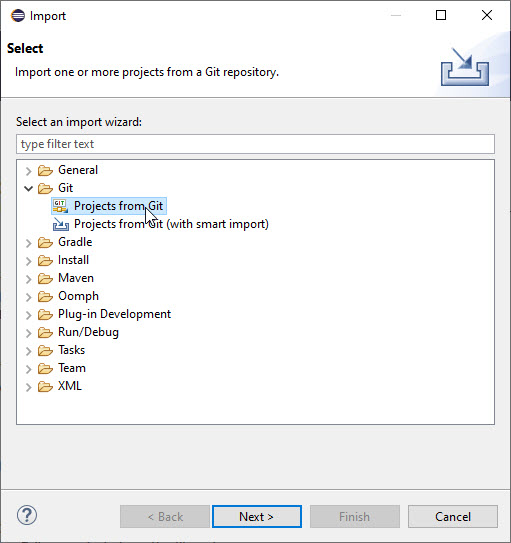 Import
Select
Import one or more projects from a Git repository.
Select an import wizard:
type filter text
General
Git
GIT
Projects from Git
Projects from Git (with smart import)
Gradle
Install
Maven
Oomph
Plug-in Development
Run/Debug
Tasks
Team
XML
?
< Back
Next >
Finish
Cancel